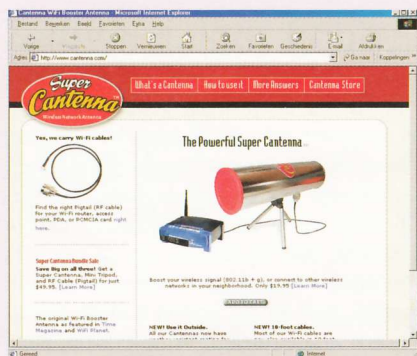 Cantenna WiFi Booster Antenna - Microsoft Internet Explorer
Bestand Bewerken Beeld Favorieten Extra Help
Vorige Stoppen Vernieuwen Start Zoeken Favorieten Geschiedenis E-mail Afdrukken
Adres http://www.cantenna.com/ Ga naar Koppelingen
Super
Cantenna
Wireless Network Antenna
What's a Cantenna How to use it More Answers Cantenna Store
Yes, we carry Wi-Fi cables!
Find the right Pigtail (RF cable)
for your Wi-Fi router, access
point, PDA, or PCMCIA card right
here.
Super Cantenna Bundle Sale
Save Big on all three! Get a
Super Cantenna, Mini Tripod,
and RF Cable (Pigtail) for just
$49.95. [Learn More]
The original Wi-Fi Booster
Antenna as featured in Time
Magazine and WiFi Planet.
The Powerful Super Cantenna
Boost your wireless signal (802.11b + g), or connect to other wireless
networks in your neighborhood. Only $19.95 [Learn More]
NEW! Use it Outside.
All our Cantennas now have
NEW! 18-foot cables.
Most of our Wi-Fi cables are
Gereed Internet